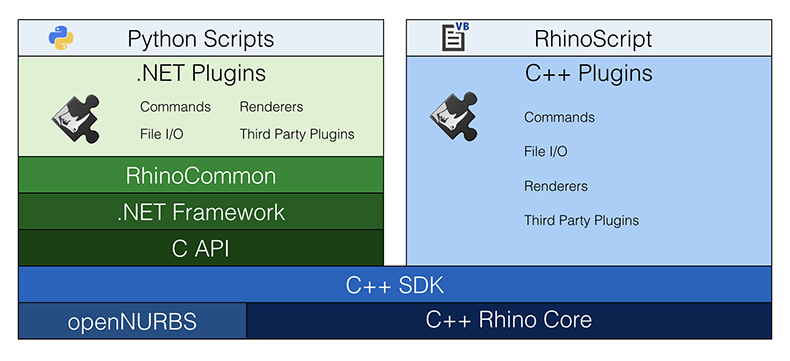 Python Scripts
.NET Plugins
Commands Renderers
File I/O Third Party Plugins
RhinoCommon
.NET Framework
C API
VB
RhinoScript
C++ Plugins
Commands
File I/O
Renderers
Third Party Plugins
C++ SDK
openNURBS
C++ Rhino Core